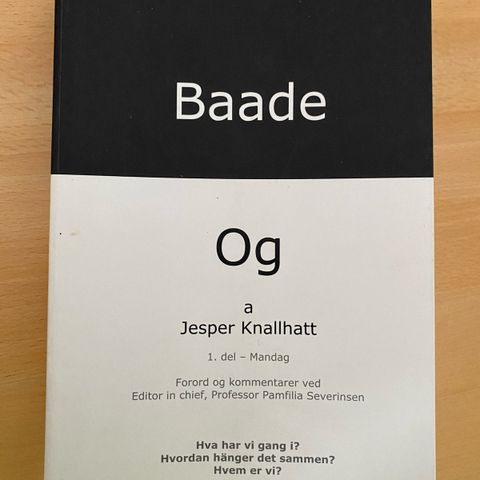 Baade
Og
a
Jesper Knallhatt
1. del – Mandag
Forord og kommentarer ved
Editor in chief, Professor Pamfilia Severinsen
Hva har vi gang i?
Hvordan hänger det sammen?
Hvem er vi?